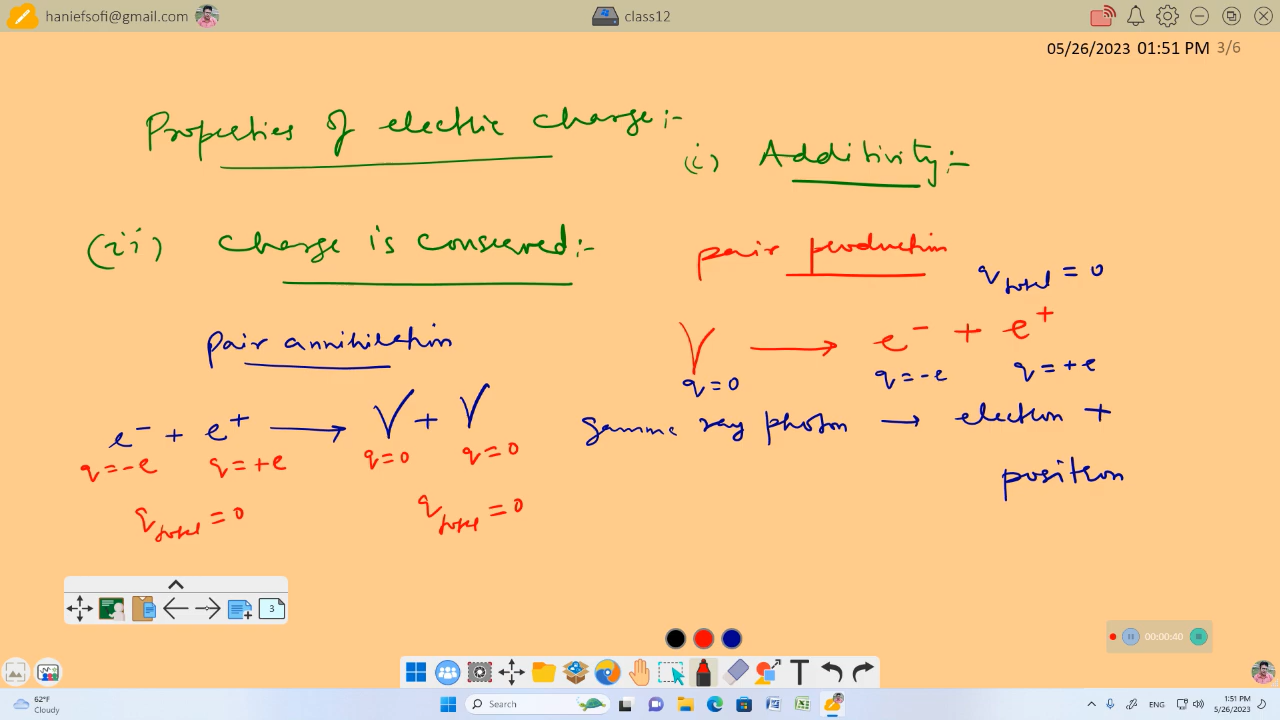 haniefsofi@gmail.com
class12
05/26/2023 01:51 PM 3/6
Properties of electric charge:-
(i) Additivity:-
(ii) Charge is conserved:-
pair production
q total = 0
pair annihilation
γ → e⁻ + e⁺
q=0 q=-e q=+e
e⁻ + e⁺ → γ + γ
q=-e q=+e q=0 q=0
gamma ray photon → electron +
positron
q total = 0 q total = 0
3
00:00:40
62°F
Cloudy
Search
ENG
1:51 PM
5/26/2023